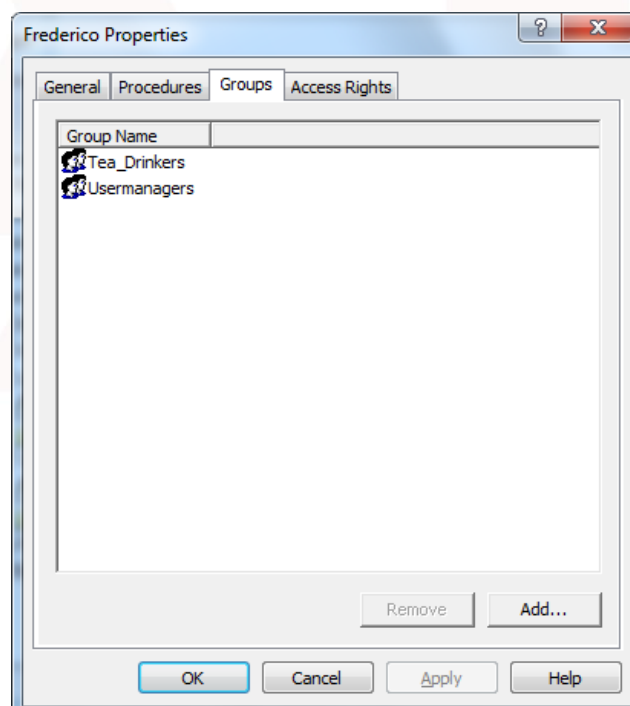 Frederico Properties
? X
General Procedures Groups Access Rights
Group Name
Tea_Drinkers
Usermanagers
Remove Add...
OK Cancel Apply Help